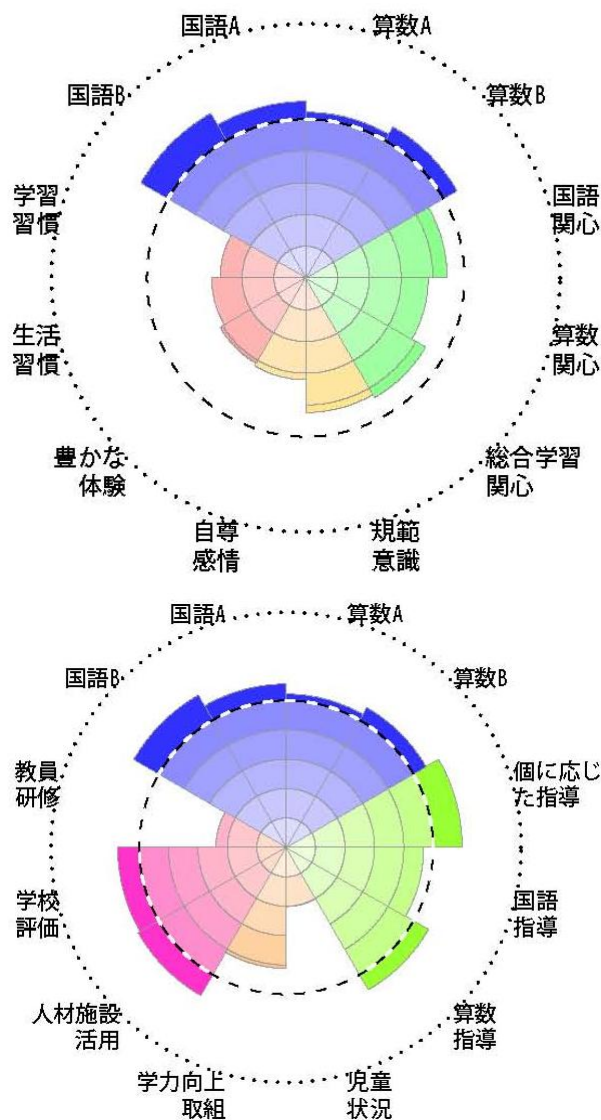 国語A
算数A
国語B
算数B
学習
習慣
国語
関心
生活
習慣
算数
関心
豊かな
体験
総合学習
関心
自尊
感情
規範
意識
国語A
算数A
国語B
算数B
教員
研修
個に応じ
た指導
学校
評価
国語
指導
人材施設
活用
算数
指導
学力向上
取組
児童
状況